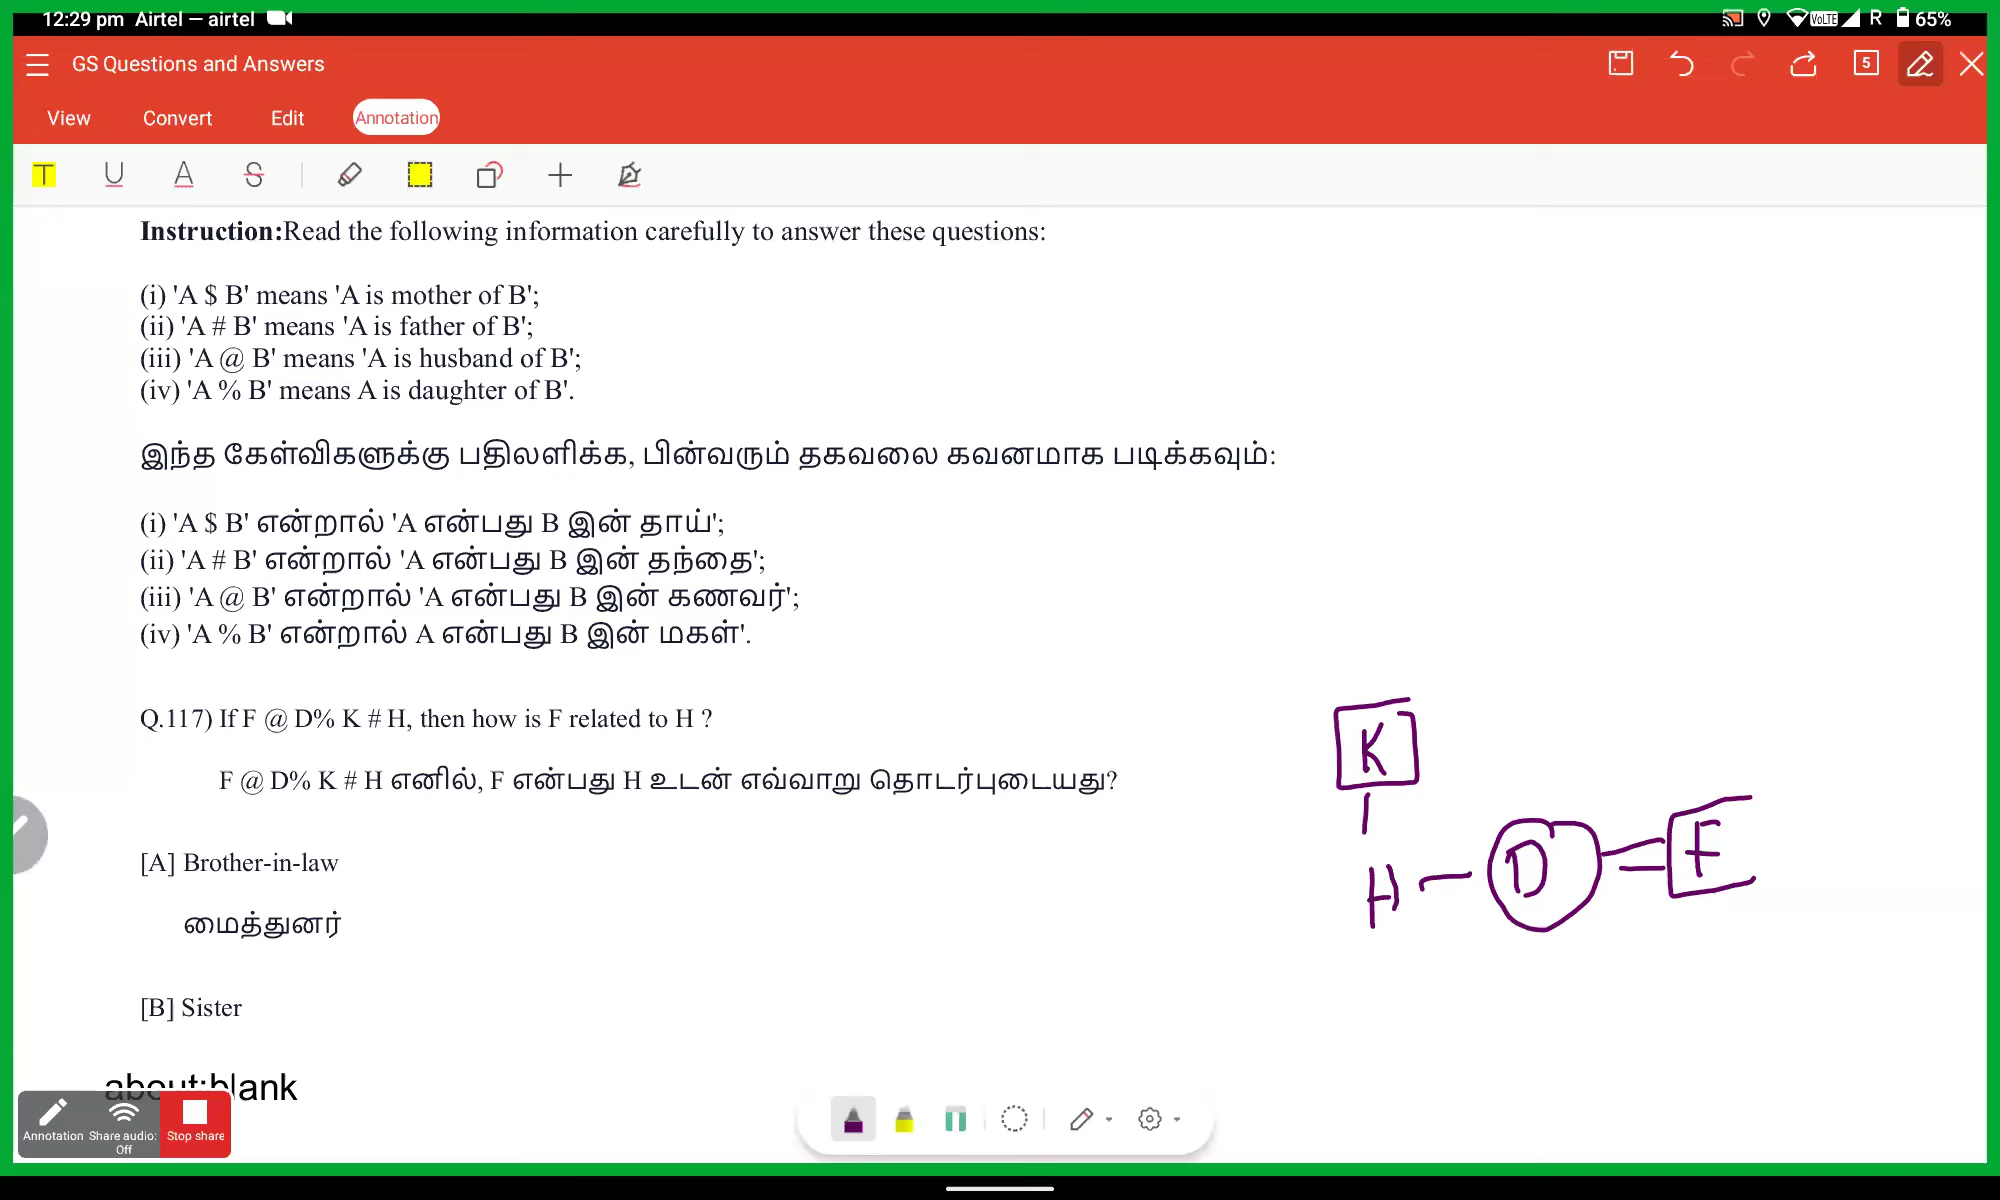 12:29 pm Airtel – airtel VoLTE R 65%
GS Questions and Answers 5
View Convert Edit Annotation
T U A S
Instruction:Read the following information carefully to answer these questions:
(i) 'A $ B' means 'A is mother of B';
(ii) 'A # B' means 'A is father of B';
(iii) 'A @ B' means 'A is husband of B';
(iv) 'A % B' means A is daughter of B'.
இந்த கேள்விகளுக்கு பதிலளிக்க, பின்வரும் தகவலை கவனமாக படிக்கவும்:
(i) 'A $ B' என்றால் 'A என்பது B இன் தாய்';
(ii) 'A # B' என்றால் 'A என்பது B இன் தந்தை';
(iii) 'A @ B' என்றால் 'A என்பது B இன் கணவர்';
(iv) 'A % B' என்றால் A என்பது B இன் மகள்'.
Q.117) If F @ D% K # H, then how is F related to H ?
K
F @ D% K # H எனில், F என்பது H உடன் எவ்வாறு தொடர்புடையது?
H – D = F
[A] Brother-in-law
மைத்துனர்
[B] Sister
about:blank
Annotation Share audio: Off Stop share